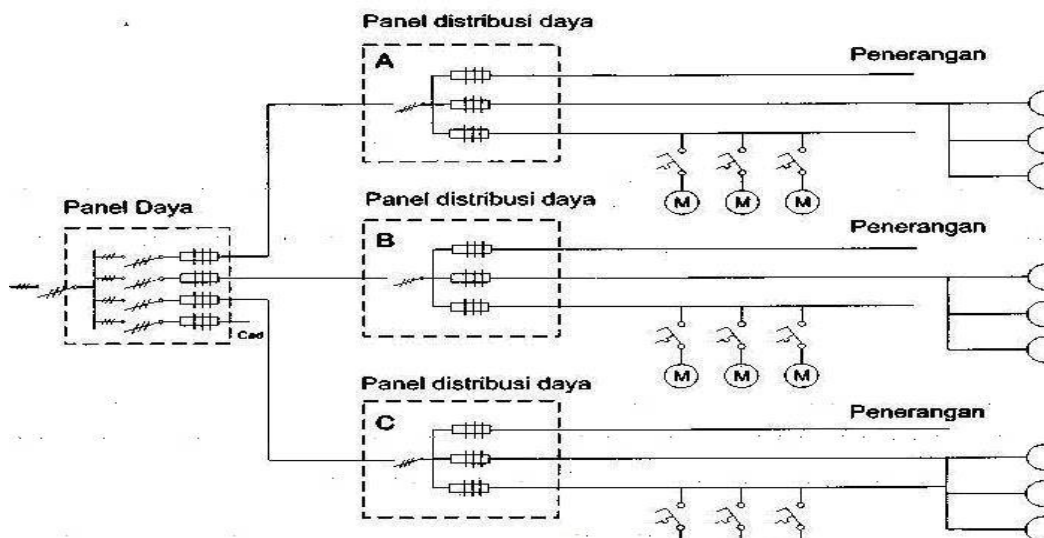 Panel distribusi daya
A
Penerangan
M M M
Panel Daya
Cad
Panel distribusi daya
B
Penerangan
M M M
Panel distribusi daya
C
Penerangan